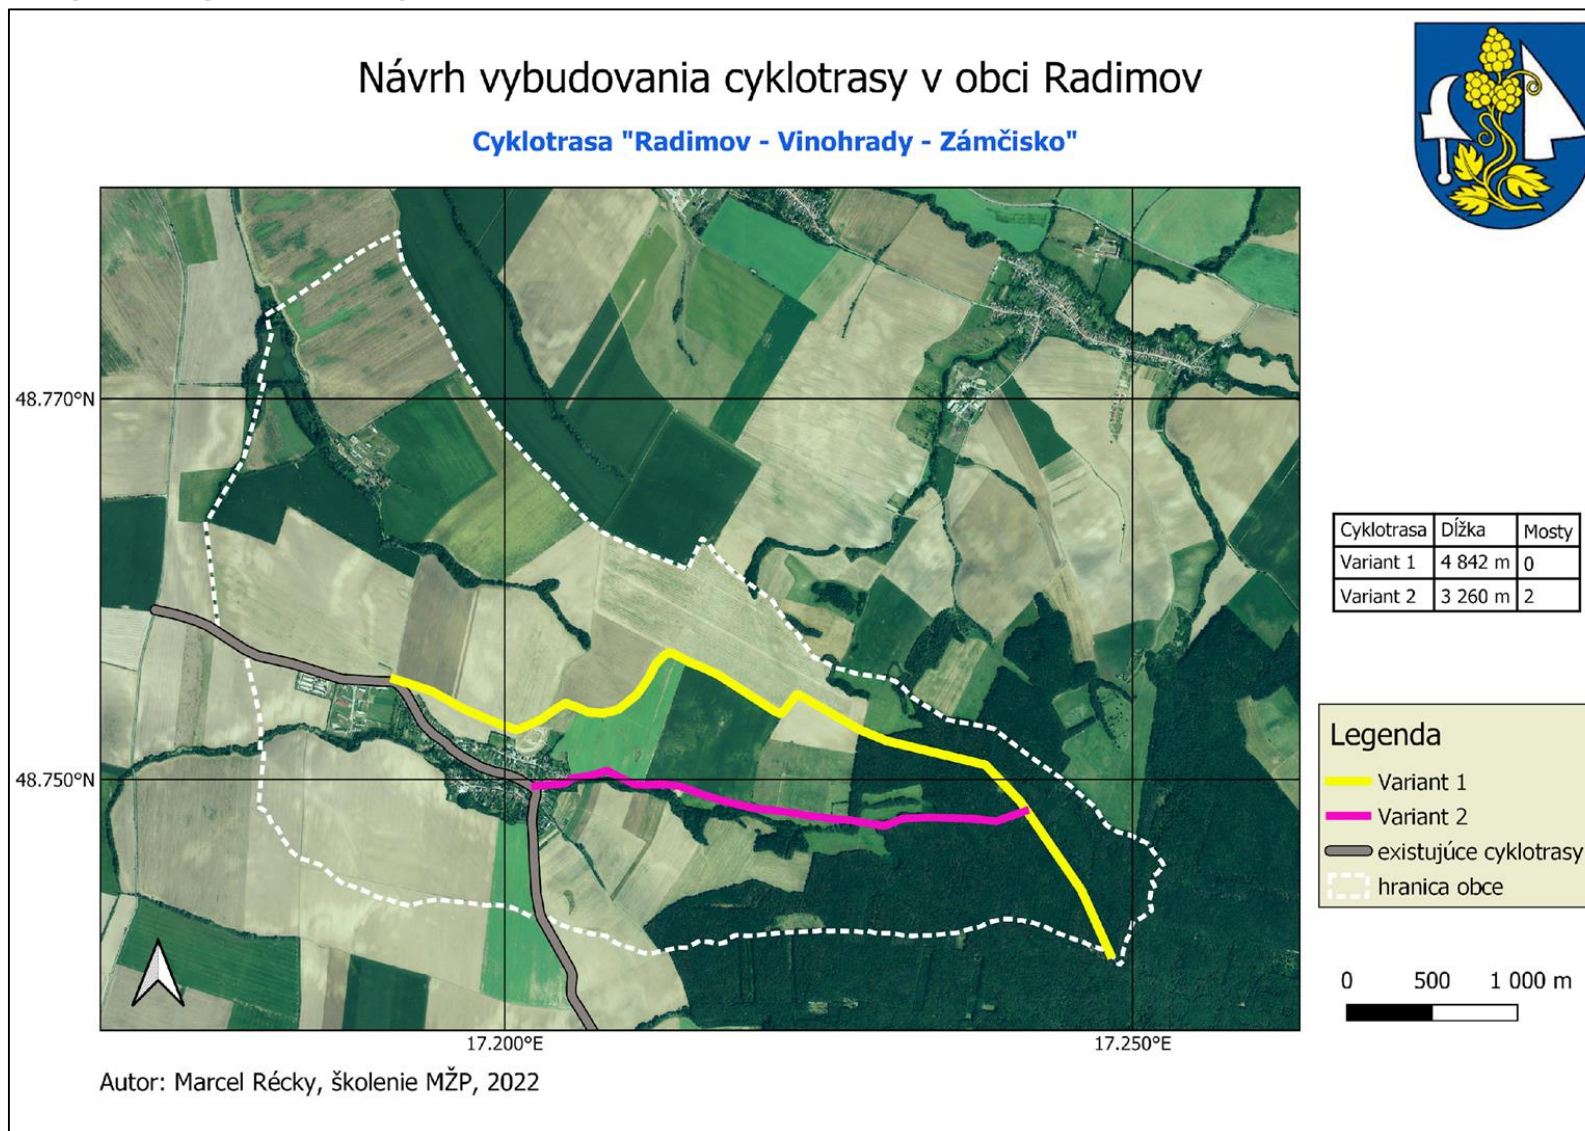 Návrh vybudovania cyklotrasy v obci Radimov
Cyklotrasa "Radimov - Vinohrady - Zámčisko"
48.770°N
48.750°N
17.200°E
17.250°E
Cyklotrasa Dĺžka Mosty
Variant 1 4 842 m 0
Variant 2 3 260 m 2
Legenda
Variant 1
Variant 2
existujúce cyklotrasy
hranica obce
0 500 1 000 m
Autor: Marcel Récky, školenie MŽP, 2022